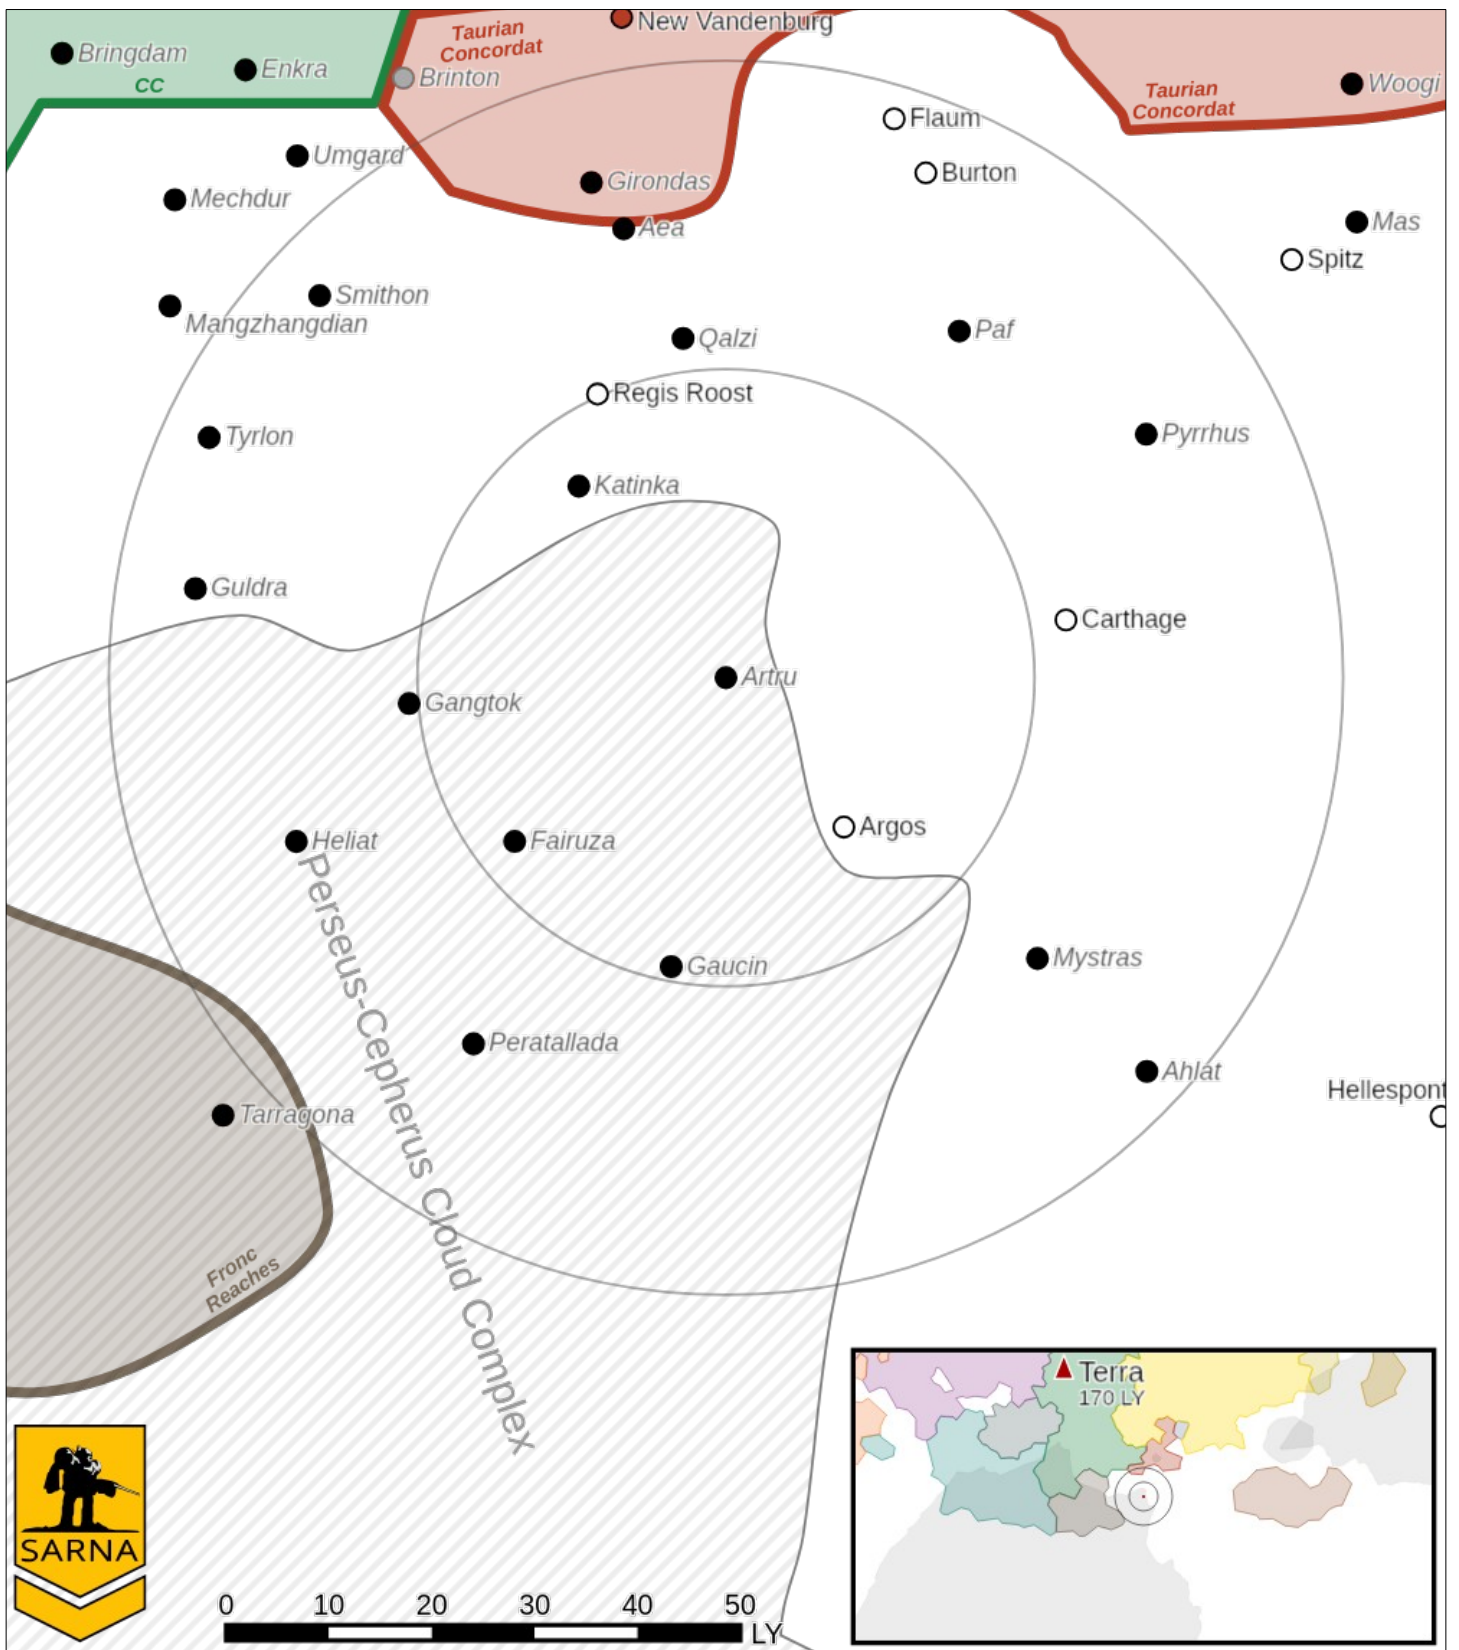 New Vandenburg
Taurian
Concordat
Bringdam
Enkra
CC
Brinton
Woogi
Taurian
Concordat
Flaum
Umgard
Burton
Girondas
Mechdur
Aea
Mas
Spitz
Smithon
Mangzhangdian
Qalzi
Paf
Regis Roost
Tyrlon
Pyrrhus
Katinka
Guldra
Carthage
Artru
Gangtok
Argos
Heliat
Fairuza
Perseus-Cepherus Cloud Complex
Gaucin
Mystras
Peratallada
Ahlat
Hellespont
Tarragona
Fronc
Reaches
Terra
170 LY
SARNA
0 10 20 30 40 50
LY